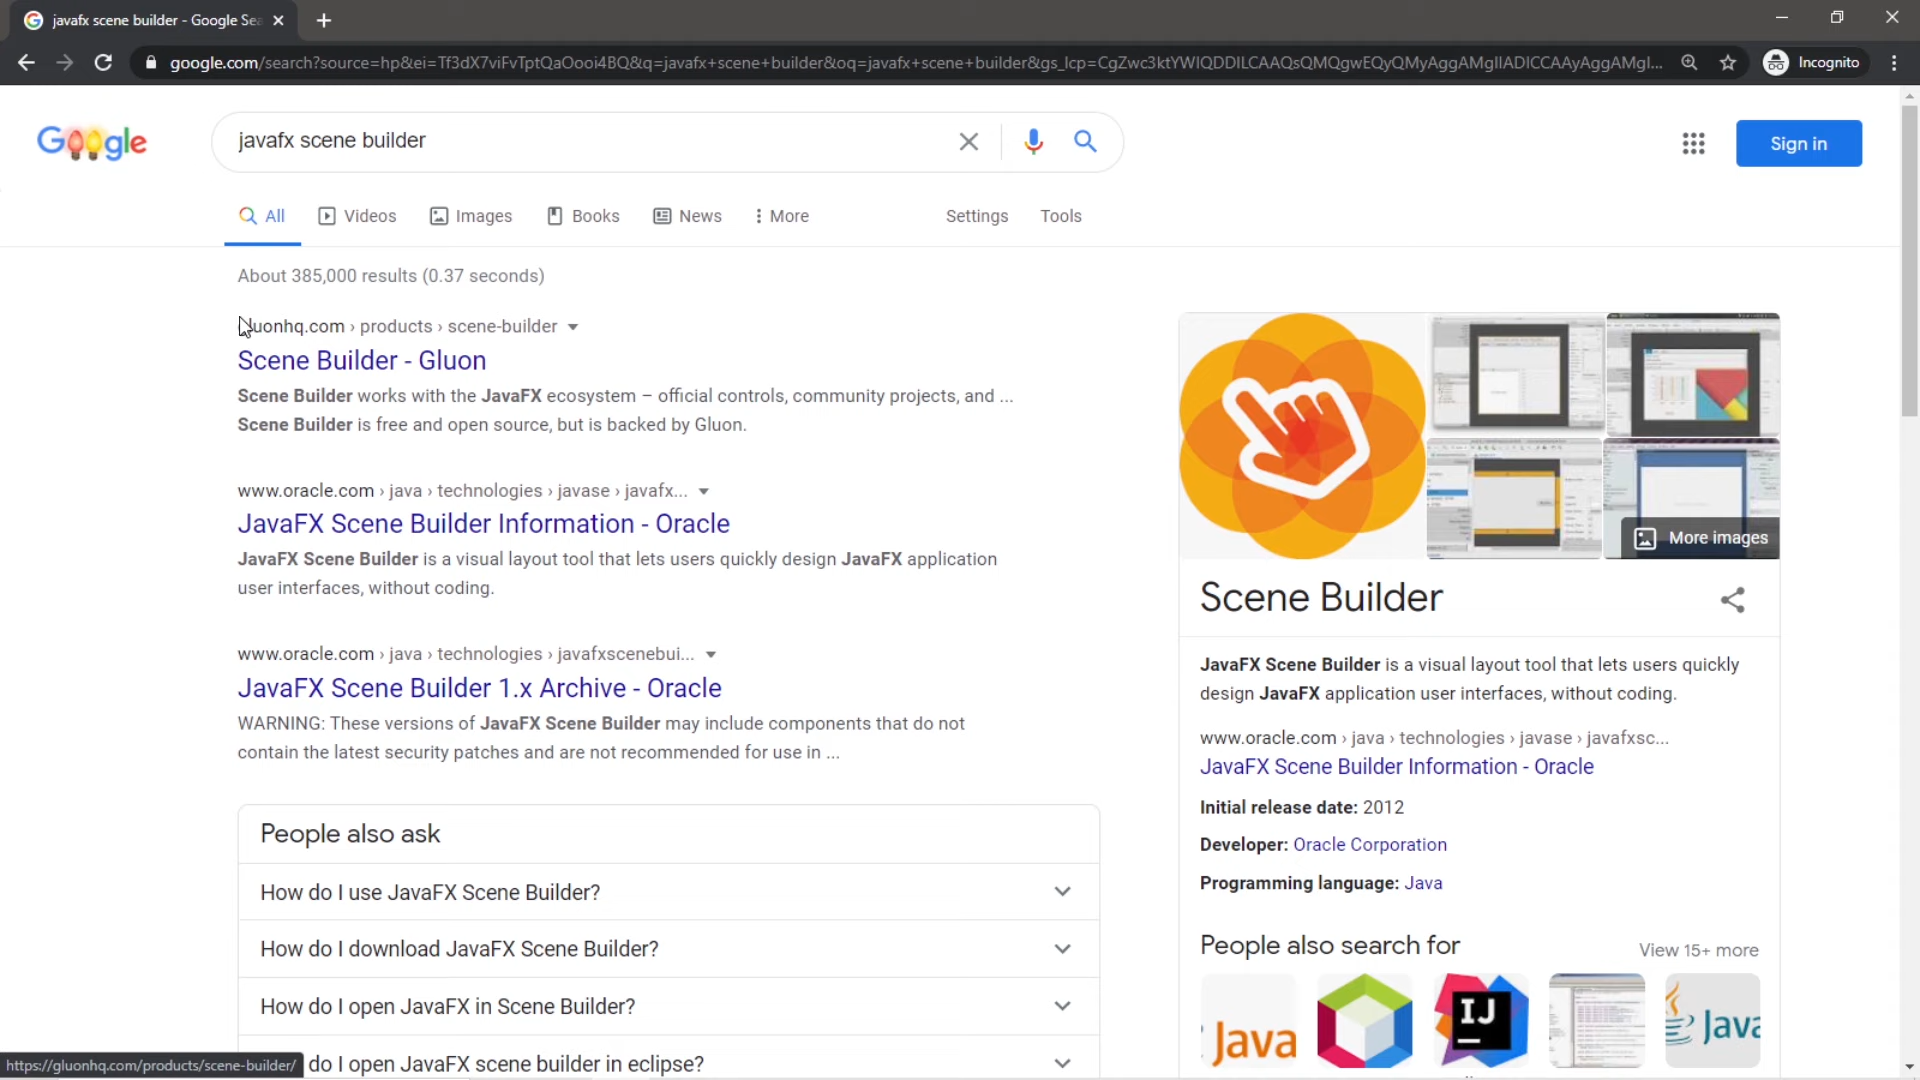 javafx scene builder - Google Sea
google.com/search?source=hp&ei=Tf3dX7viFvTptQaOooi4BQ&q=javafx+scene+builder&oq=javafx+scene+builder&gs_lcp=CgZwc3ktYWIQDDILCAAQsQMQgwEQyQMyAggAMgIIADICCAAyAggAMgI...
Incognito
Google
javafx scene builder
Sign in
All
Videos
Images
Books
News
More
Settings
Tools
About 385,000 results (0.37 seconds)
gluonhq.com › products › scene-builder
Scene Builder - Gluon
Scene Builder works with the JavaFX ecosystem – official controls, community projects, and ...
Scene Builder is free and open source, but is backed by Gluon.
www.oracle.com › java › technologies › javase › javafx...
JavaFX Scene Builder Information - Oracle
JavaFX Scene Builder is a visual layout tool that lets users quickly design JavaFX application
user interfaces, without coding.
www.oracle.com › java › technologies › javafxscenebui...
JavaFX Scene Builder 1.x Archive - Oracle
WARNING: These versions of JavaFX Scene Builder may include components that do not
contain the latest security patches and are not recommended for use in ...
People also ask
How do I use JavaFX Scene Builder?
How do I download JavaFX Scene Builder?
How do I open JavaFX in Scene Builder?
do I open JavaFX scene builder in eclipse?
https://gluonhq.com/products/scene-builder/
More images
Scene Builder
JavaFX Scene Builder is a visual layout tool that lets users quickly
design JavaFX application user interfaces, without coding.
www.oracle.com › java › technologies › javase › javafxsc...
JavaFX Scene Builder Information - Oracle
Initial release date: 2012
Developer: Oracle Corporation
Programming language: Java
People also search for
View 15+ more
Java
IJ
Java